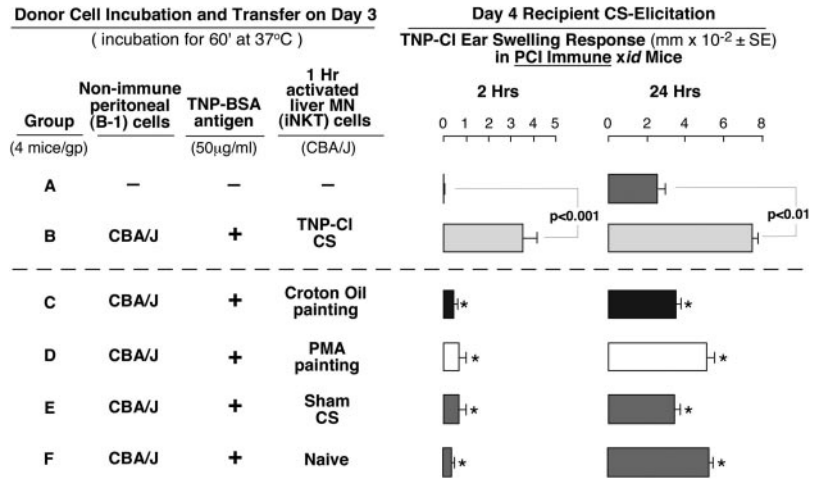 Donor Cell Incubation and Transfer on Day 3
( incubation for 60' at 37°C )
Day 4 Recipient CS-Elicitation
TNP-Cl Ear Swelling Response (mm x 10-2 ± SE)
in PCI Immune xid Mice
Group
(4 mice/gp)
Non-immune
peritoneal
(B-1) cells
TNP-BSA
antigen
(50µg/ml)
1 Hr
activated
liver MN
(iNKT) cells
(CBA/J)
2 Hrs
0 1 2 3 4 5
24 Hrs
0 2 4 6 8
A – – –
B CBA/J + TNP-Cl
CS
p<0.001
p<0.01
C CBA/J + Croton Oil
painting
* *
D CBA/J + PMA
painting
* *
E CBA/J + Sham
CS
* *
F CBA/J + Naive * *